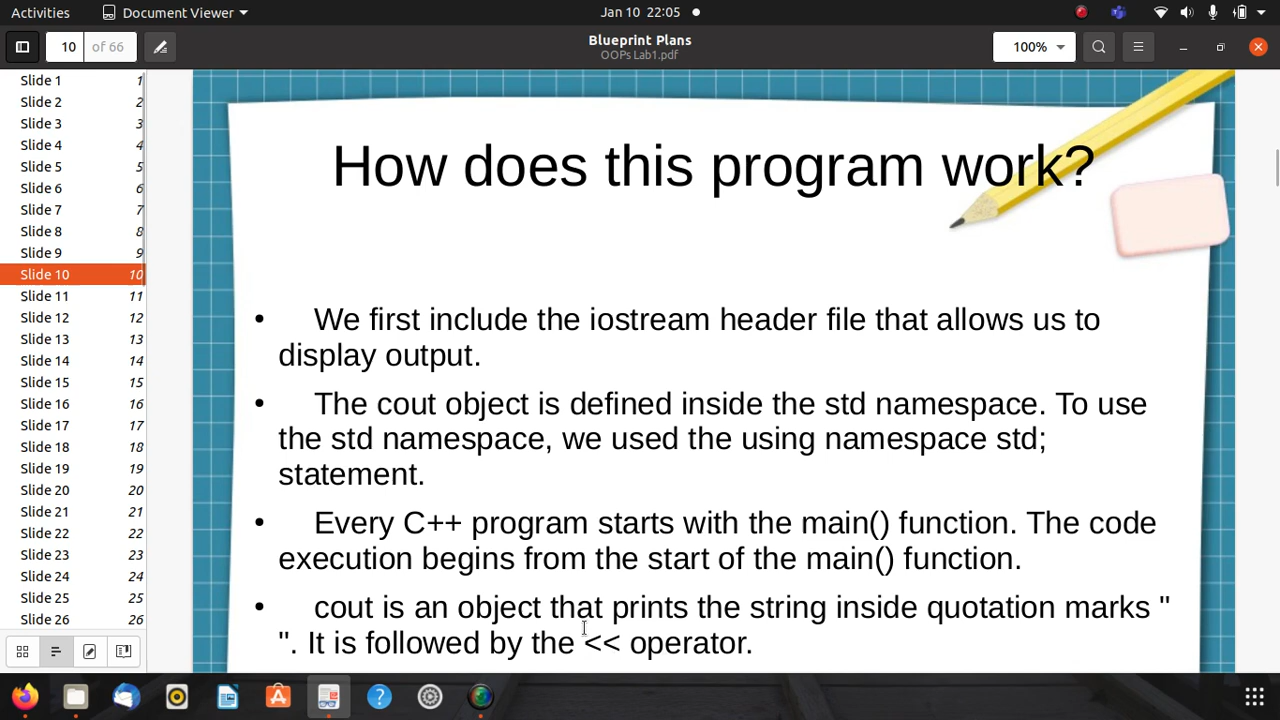 Activities Document Viewer Jan 10 22:05
10 of 66 Blueprint Plans 100%
OOPs Lab1.pdf
Slide 1 1
Slide 2 2
Slide 3 3
Slide 4 4
Slide 5 5
Slide 6 6
Slide 7 7
Slide 8 8
Slide 9 9
Slide 10 10
Slide 11 11
Slide 12 12
Slide 13 13
Slide 14 14
Slide 15 15
Slide 16 16
Slide 17 17
Slide 18 18
Slide 19 19
Slide 20 20
Slide 21 21
Slide 22 22
Slide 23 23
Slide 24 24
Slide 25 25
Slide 26 26
How does this program work?
• We first include the iostream header file that allows us to
display output.
• The cout object is defined inside the std namespace. To use
the std namespace, we used the using namespace std;
statement.
• Every C++ program starts with the main() function. The code
execution begins from the start of the main() function.
• cout is an object that prints the string inside quotation marks "
". It is followed by the << operator.